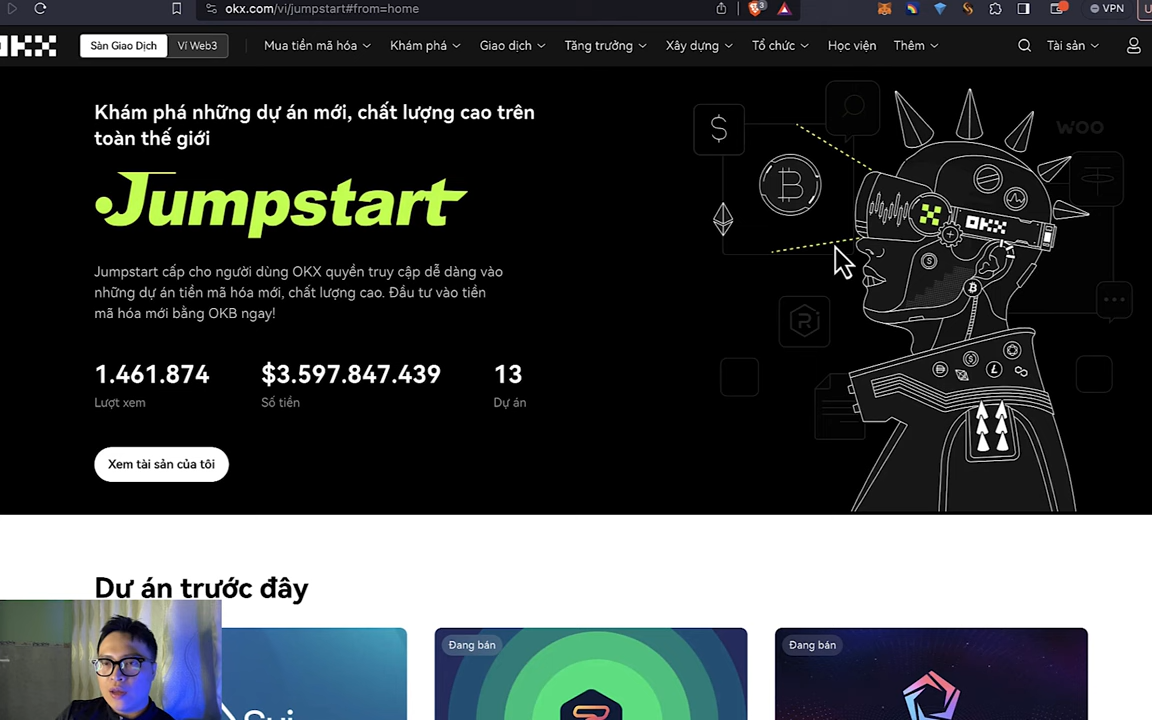 okx.com/vi/jumpstart#from=home
3
VPN
OKX
Sàn Giao Dịch
Ví Web3
Mua tiền mã hóa
Khám phá
Giao dịch
Tăng trưởng
Xây dựng
Tổ chức
Học viện
Thêm
Tài sản
Khám phá những dự án mới, chất lượng cao trên
toàn thế giới
Jumpstart
WOO
OKX
Jumpstart cấp cho người dùng OKX quyền truy cập dễ dàng vào
những dự án tiền mã hóa mới, chất lượng cao. Đầu tư vào tiền
mã hóa mới bằng OKB ngay!
1.461.874
$3.597.847.439
13
Lượt xem
Số tiền
Dự án
Xem tài sản của tôi
Dự án trước đây
Đang bán
Đang bán
Sui